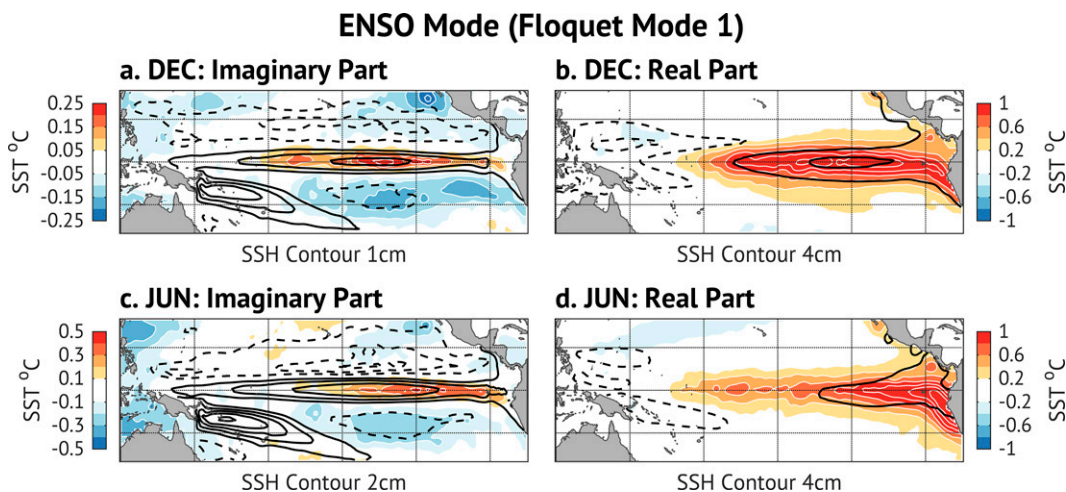 ENSO Mode (Floquet Mode 1)
a. DEC: Imaginary Part
0.25
0.15
0.05
-0.05
-0.15
-0.25
SST °C
SSH Contour 1cm
b. DEC: Real Part
1
0.6
0.2
-0.2
-0.6
-1
SST °C
SSH Contour 4cm
c. JUN: Imaginary Part
0.5
0.3
0.1
-0.1
-0.3
-0.5
SST °C
SSH Contour 2cm
d. JUN: Real Part
1
0.6
0.2
-0.2
-0.6
-1
SST °C
SSH Contour 4cm